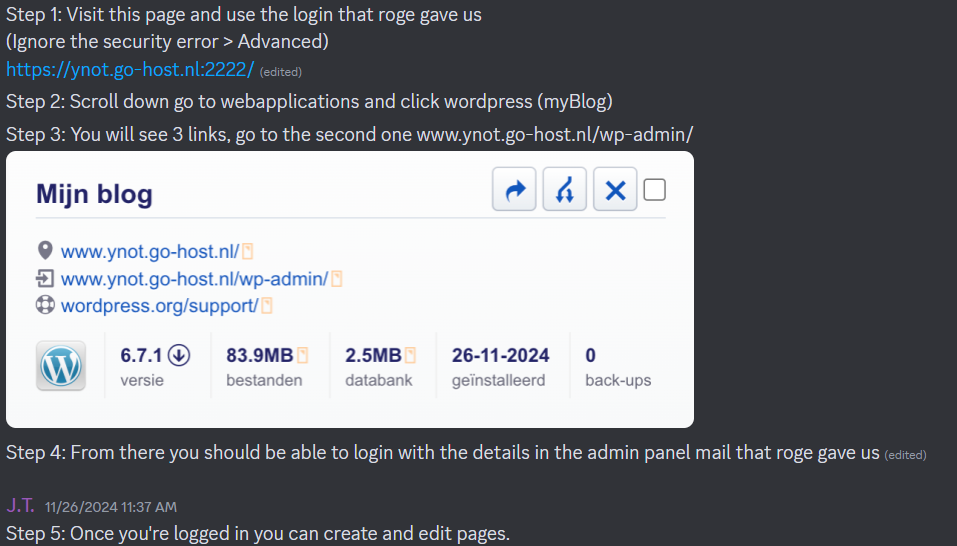 Step 1: Visit this page and use the login that roge gave us
(Ignore the security error > Advanced)
https://ynot.go-host.nl:2222/ (edited)
Step 2: Scroll down go to webapplications and click wordpress (myBlog)
Step 3: You will see 3 links, go to the second one www.ynot.go-host.nl/wp-admin/
Mijn blog
www.ynot.go-host.nl/
www.ynot.go-host.nl/wp-admin/
wordpress.org/support/
6.7.1 83.9MB 2.5MB 26-11-2024 0
versie bestanden databank geïnstalleerd back-ups
Step 4: From there you should be able to login with the details in the admin panel mail that roge gave us (edited)
J.T. 11/26/2024 11:37 AM
Step 5: Once you're logged in you can create and edit pages.